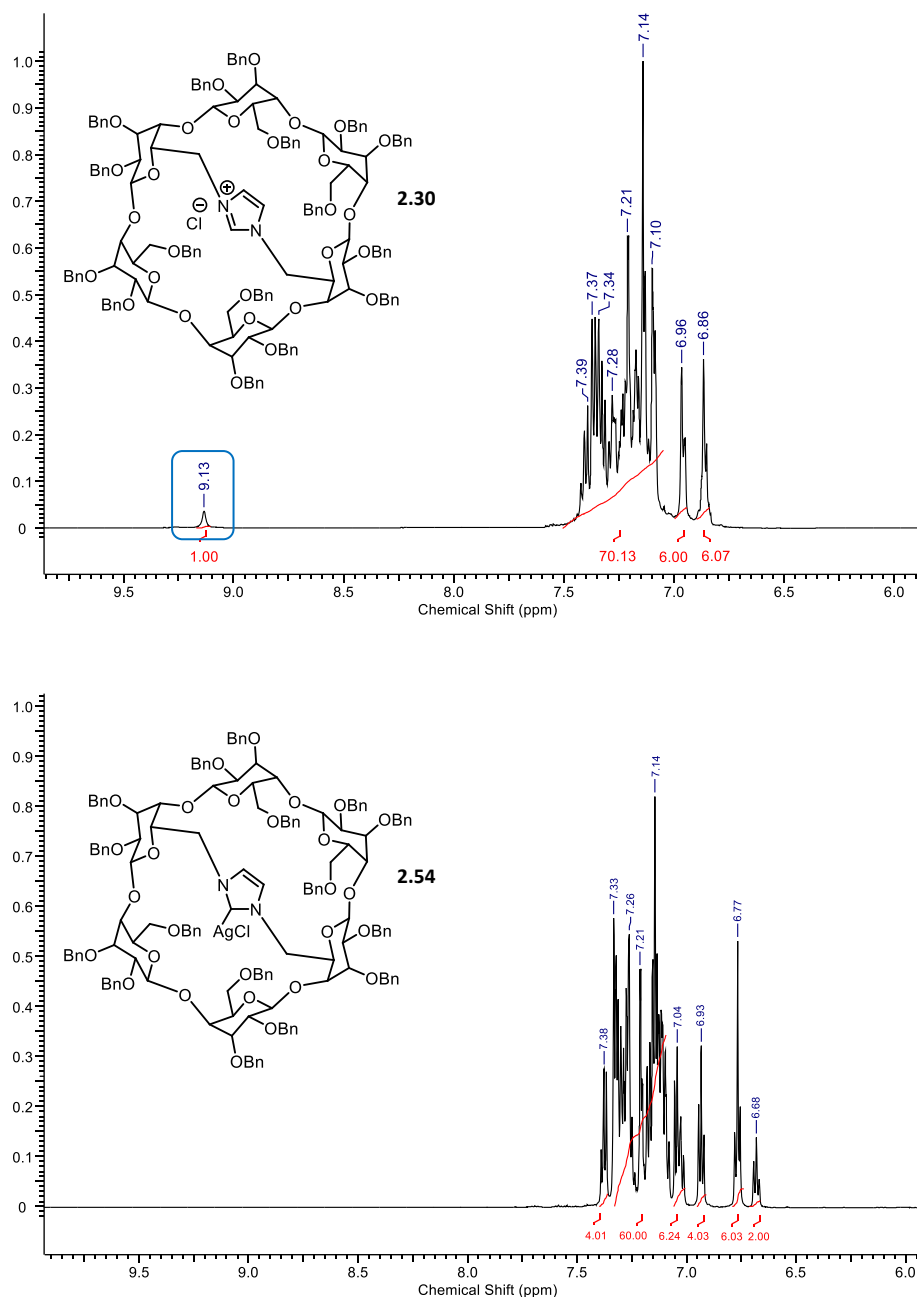 7.14
1.0
OBn
BnO
BnO
0.9
BnO
O
O
O
OBn
OBn
OBn
BnO
0.8
O
O
O
OBn
7.21
0.7
BnO
N
⊕
BnO
O
2.30
7.10
0.6
O
⊖
Cl
N
O
OBn
7.37
7.34
0.5
OBn
BnO
O
OBn
OBn
6.96
6.86
0.4
BnO
O
O
O
O
OBn
7.39
7.28
0.3
OBn
OBn
0.2
9.13
0.1
0
1.00
70.13
6.00
6.07
9.5 9.0 8.5 8.0 7.5 7.0 6.5 6.0
Chemical Shift (ppm)
1.0
OBn
BnO
BnO
0.9
BnO
O
O
O
OBn
OBn
OBn
7.14
0.8
BnO
O
O
O
OBn
0.7
BnO
N
N
O
2.54
7.33
7.26
6.77
0.6
O
AgCl
O
OBn
7.21
0.5
OBn
BnO
O
OBn
OBn
0.4
BnO
O
O
O
O
OBn
7.38
7.04
6.93
0.3
OBn
OBn
6.68
0.2
0.1
0
4.01
60.00
6.24
4.03
6.03
2.00
9.5 9.0 8.5 8.0 7.5 7.0 6.5 6.0
Chemical Shift (ppm)